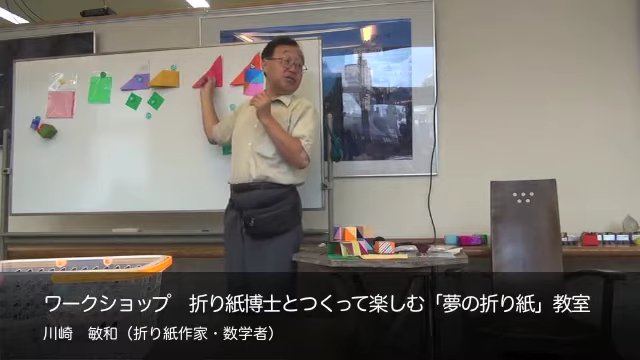 ワークショップ　折り紙博士とつくって楽しむ「夢の折り紙」教室
川崎　敏和（折り紙作家・数学者）